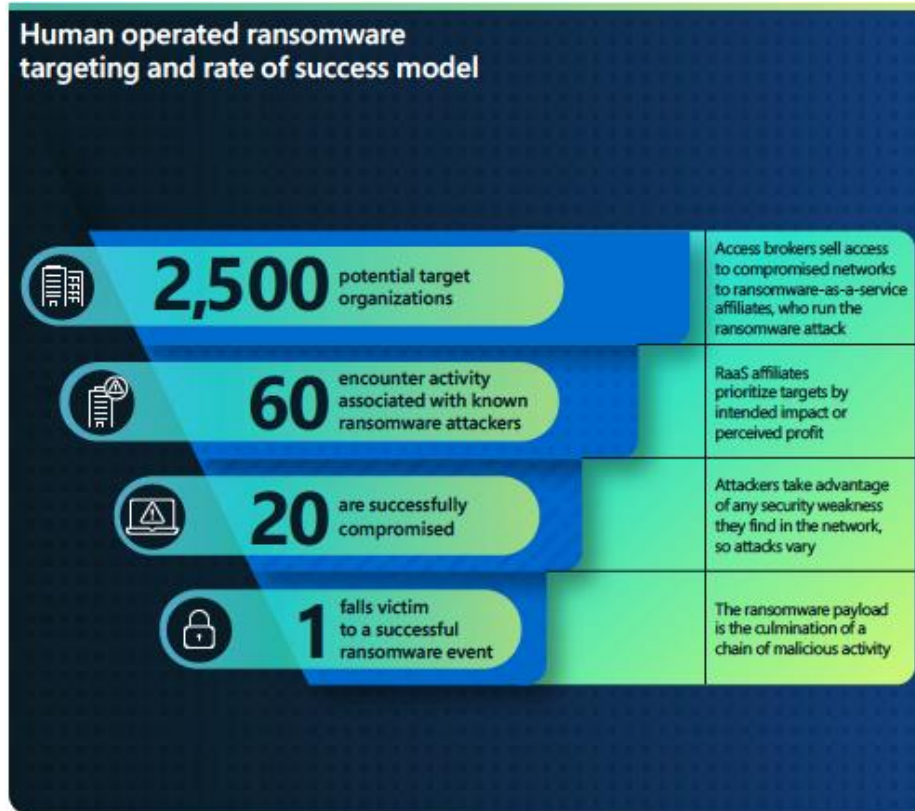 Human operated ransomware
targeting and rate of success model
2,500
potential target
organizations
Access brokers sell access
to compromised networks
to ransomware-as-a-service
affiliates, who run the
ransomware attack
60
encounter activity
associated with known
ransomware attackers
RaaS affiliates
prioritize targets by
intended impact or
perceived profit
20
are successfully
compromised
Attackers take advantage
of any security weakness
they find in the network,
so attacks vary
1
falls victim
to a successful
ransomware event
The ransomware payload
is the culmination of a
chain of malicious activity